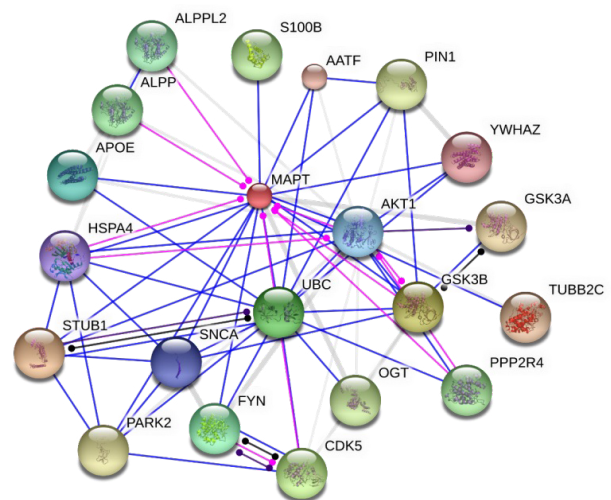 ALPPL2
S100B
AATF
PIN1
ALPP
YWHAZ
APOE
MAPT
AKT1
GSK3A
HSPA4
UBC
GSK3B
TUBB2C
STUB1
SNCA
PPP2R4
OGT
FYN
PARK2
CDK5